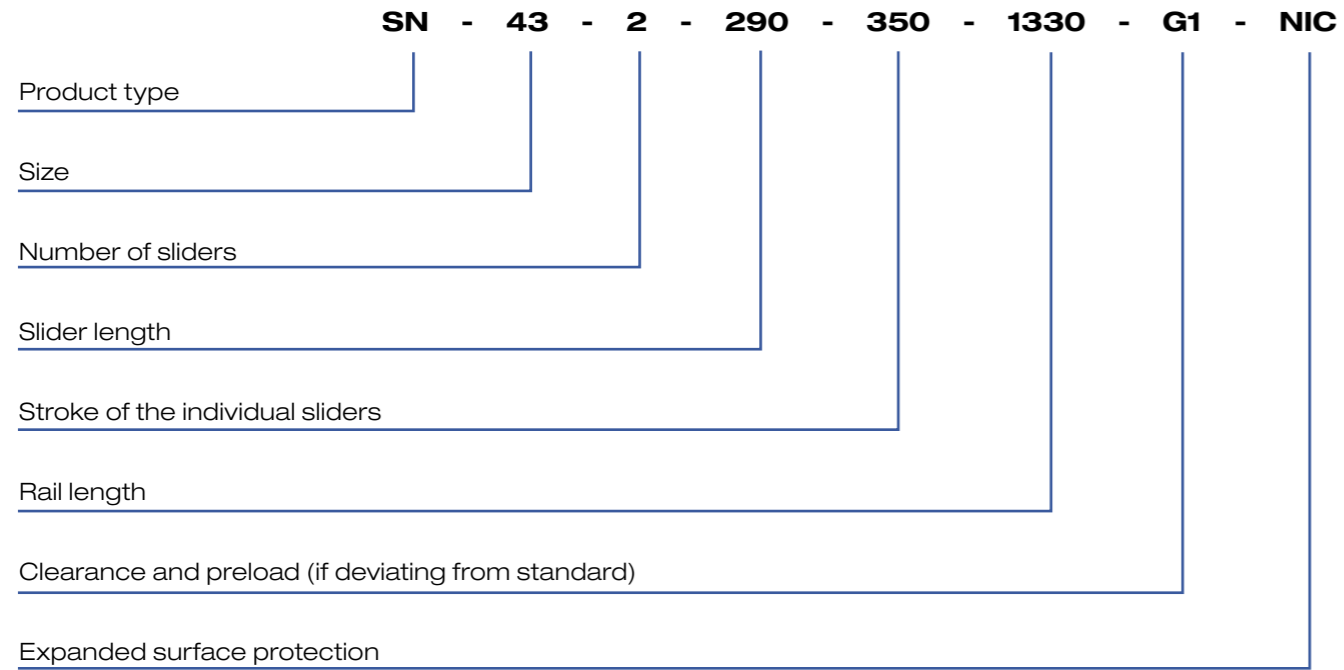 SN - 43 - 2 - 290 - 350 - 1330 - G1 - NIC
Product type
Size
Number of sliders
Slider length
Stroke of the individual sliders
Rail length
Clearance and preload (if deviating from standard)
Expanded surface protection